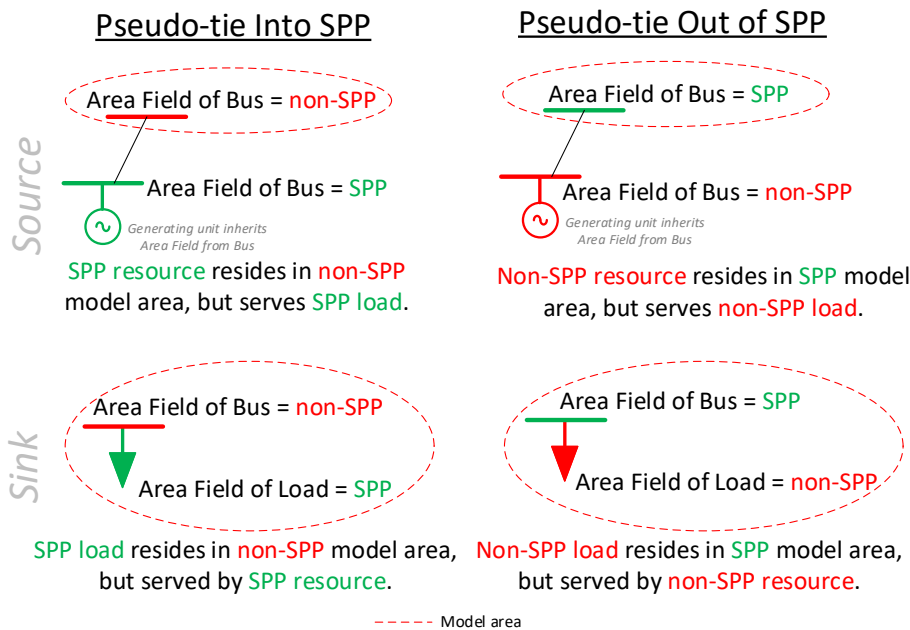 Pseudo-tie Into SPP
Pseudo-tie Out of SPP
Source
Area Field of Bus = non-SPP
Area Field of Bus = SPP
Generating unit inherits
Area Field from Bus
SPP resource resides in non-SPP
model area, but serves SPP load.
Area Field of Bus = SPP
Area Field of Bus = non-SPP
Generating unit inherits
Area Field from Bus
Non-SPP resource resides in SPP model
area, but serves non-SPP load.
Sink
Area Field of Bus = non-SPP
Area Field of Load = SPP
SPP load resides in non-SPP model area,
but served by SPP resource.
Area Field of Bus = SPP
Area Field of Load = non-SPP
Non-SPP load resides in SPP model area,
but served by non-SPP resource.
Model area